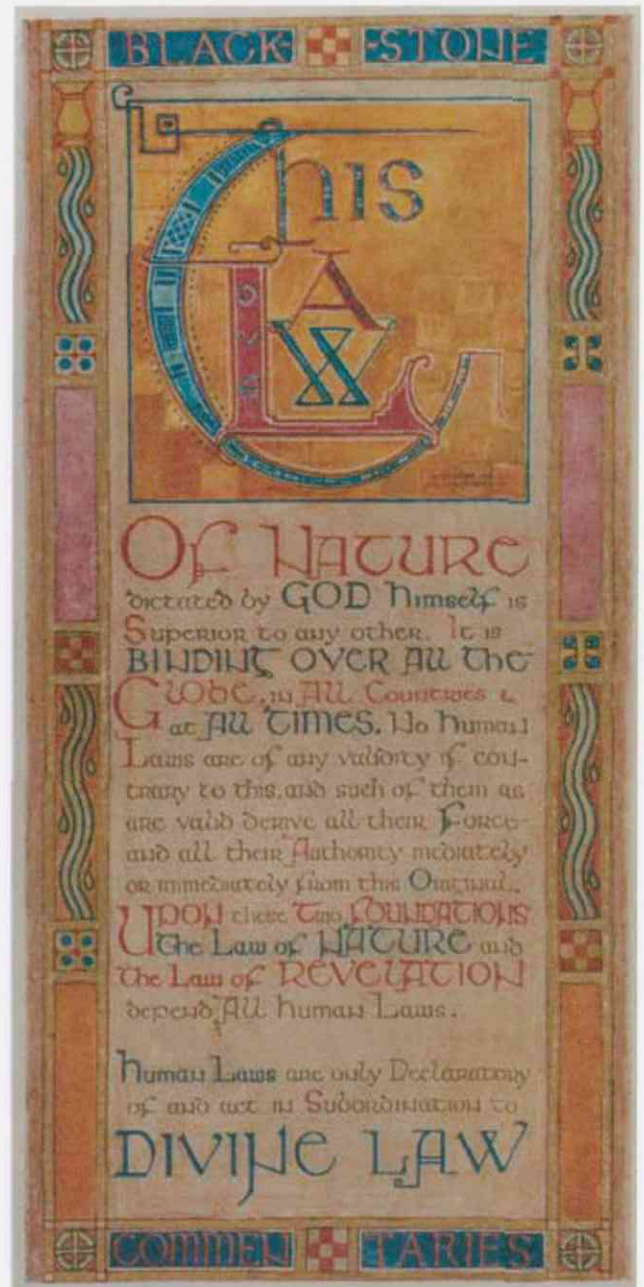 BLACK- -STONE
This
LAW
LOVE
OF NATURE
dictated by GOD himself is
Superior to any other. It is
BINDING OVER All the
GlobE, in All Countries &
at All TIMES. No human
Laws are of any validity if con-
trary to this, and such of them as
are valid derive all their Force
and all their Authority mediately
or immediately from this Original.
UPON these Two FOUNDATIONS
the Law of NATURE and
the Law of REVELATION
depend All human Laws.
Human Laws are only Declaratory
of and act in Subordination to
DIVINE LAW
COMMEN TARIES